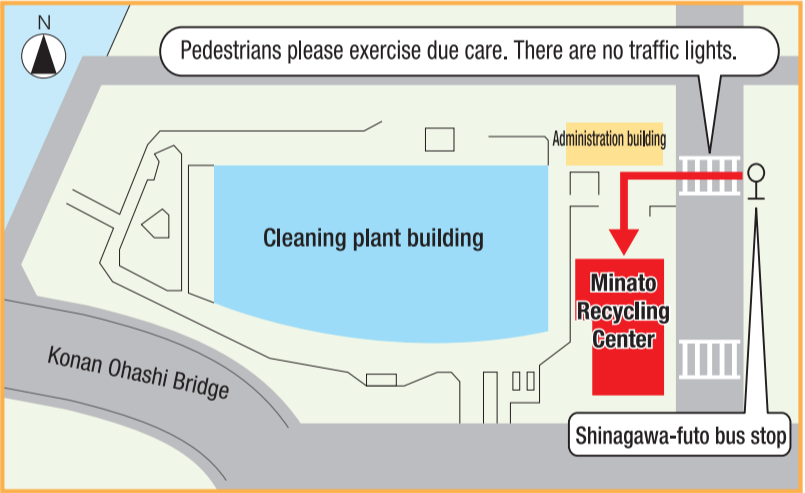 N
Pedestrians please exercise due care. There are no traffic lights.
Administration building
Cleaning plant building
Minato
Recycling
Center
Konan Ohashi Bridge
Shinagawa-futo bus stop